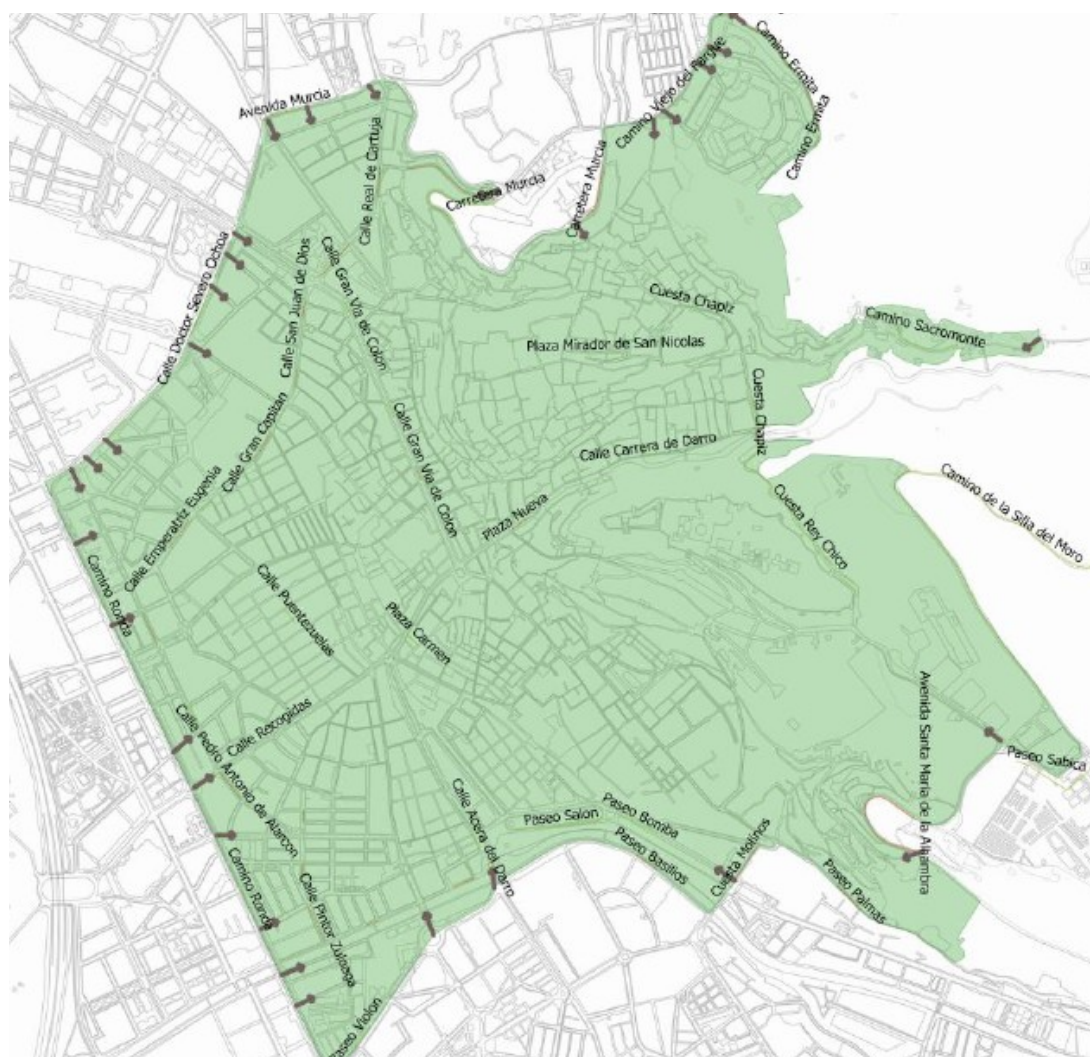 Camino Ermita
Camino Viejo del Parque
Avenida Murcia
Camino Ermita
Calle Real de Cartuja
Carretera Murcia
Carretera Murcia
Calle Doctor Severo Ochoa
Calle San Juan de Dios
Calle Gran Via de Colon
Cuesta Chapiz
Camino Sacromonte
Plaza Mirador de San Nicolas
Calle Gran Capitan
Calle Gran Via de Colon
Cuesta Chapiz
Calle Carrera de Darro
Calle Emperatriz Eugenia
Plaza Nueva
Cuesta Rey Chico
Camino de la Silla del Moro
Camino Ronda
Calle Puentezuelas
Plaza Carmen
Calle Recogidas
Calle Pedro Antonio de Alarcon
Avenida Santa Maria de la Alhambra
Paseo Sabica
Calle Acera del Darro
Paseo Salon
Paseo Bomba
Paseo Basilios
Cuesta Molinos
Paseo Palmas
Camino Ronda
Calle Pintor Zuloaga
Paseo Violon